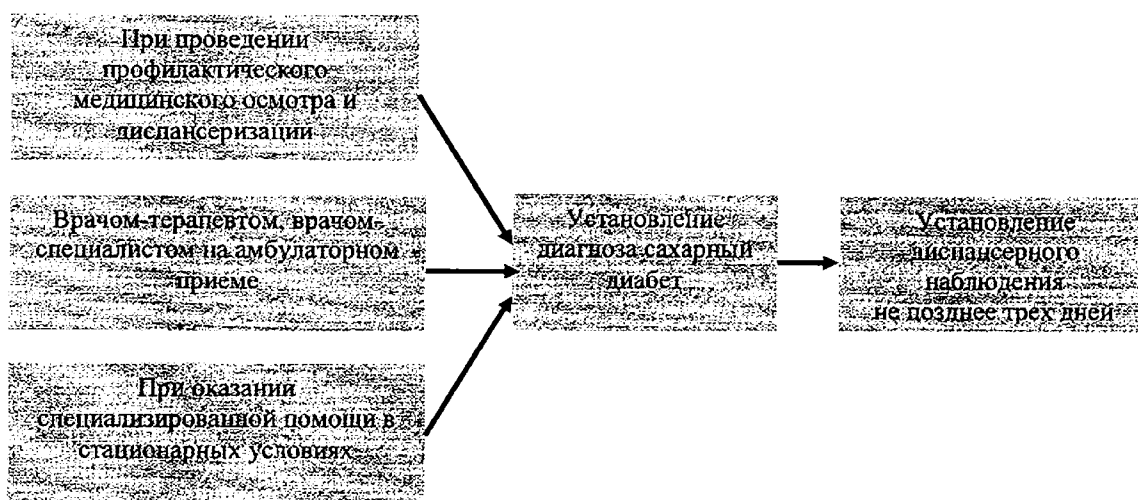 При проведении
профилактического
медицинского осмотра и
диспансеризации
Врачом-терапевтом, врачом-
специалистом на амбулаторном
приеме
При оказании
специализированной помощи в
стационарных условиях
Установление
диагноза сахарный
диабет
Установление
диспансерного
наблюдения
не позднее трех дней